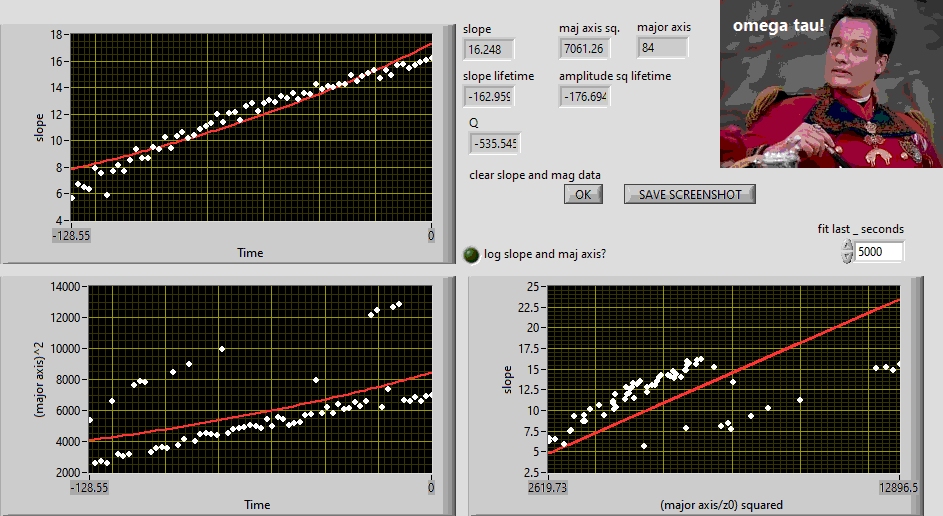 omega tau!
slope
maj axis sq.
major axis
16.248
7061.26
84
slope lifetime
amplitude sq lifetime
-162.959
-176.694
Q
-535.545
clear slope and mag data
OK
SAVE SCREENSHOT
fit last _ seconds
5000
log slope and maj axis?
18
16
14
12
10
8
6
4
slope
-128.55
0
Time
14000
12000
10000
8000
6000
4000
2000
(major axis)^2
-128.55
0
Time
25
22.5
20
17.5
15
12.5
10
7.5
5
2.5
slope
2619.73
12896.5
(major axis/z0) squared